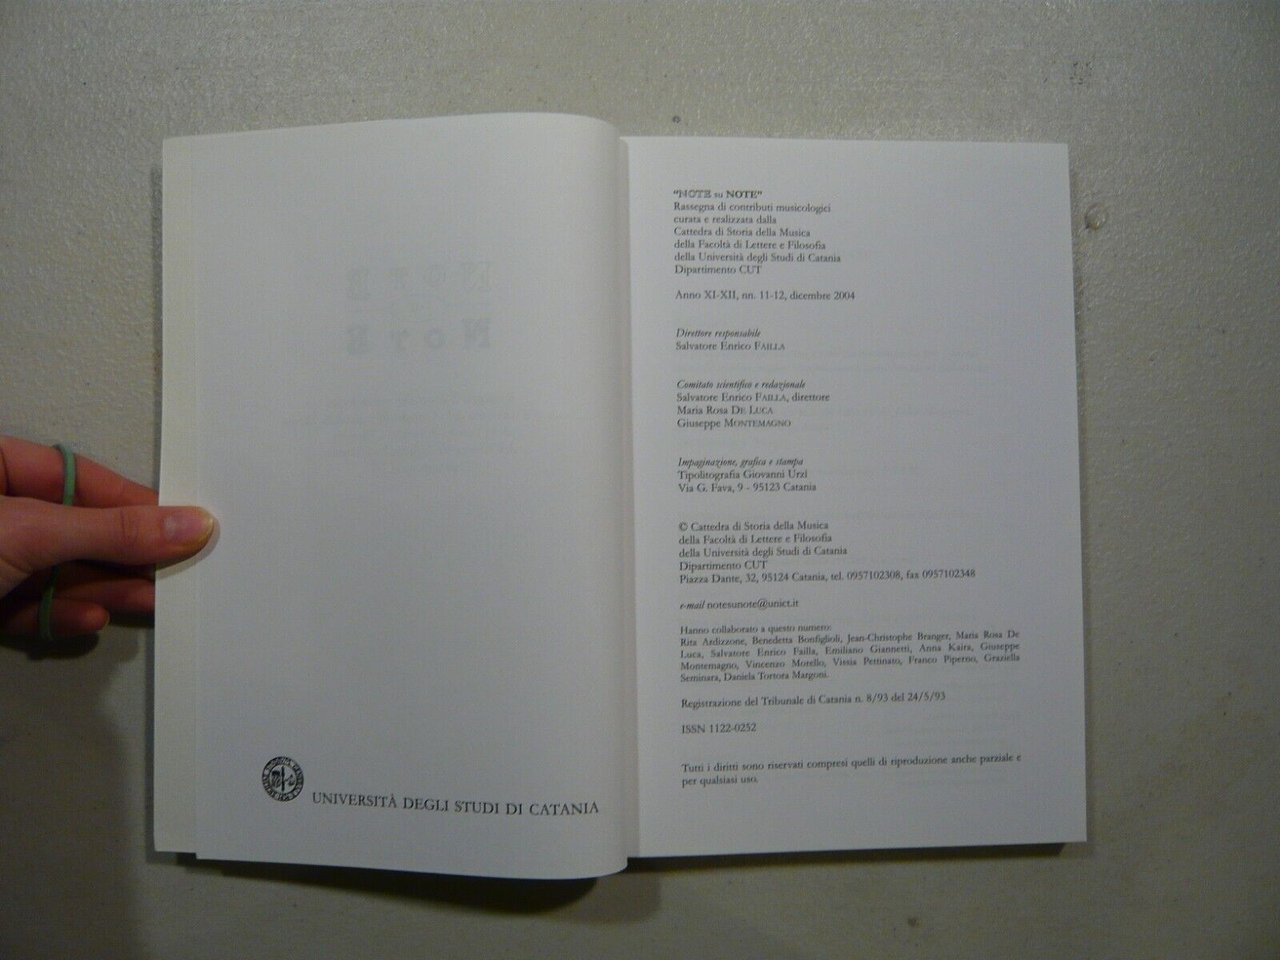 UNIVERSITÀ DEGLI STUDI DI CATANIA
"NOTE su NOTE"
Rassegna di contributi musicologici
curata e realizzata dalla
Cattedra di Storia della Musica
della Facoltà di Lettere e Filosofia
della Università degli Studi di Catania
Dipartimento CUT
Anno XI-XII, nn. 11-12, dicembre 2004
Direttore responsabile
Salvatore Enrico FAILLA
Comitato scientifico e redazionale
Salvatore Enrico FAILLA, direttore
Maria Rosa DE LUCA
Giuseppe MONTEMAGNO
Impaginazione, grafica e stampa
Tipolitografia Giovanni Urzì
Via G. Fava, 9 - 95123 Catania
© Cattedra di Storia della Musica
della Facoltà di Lettere e Filosofia
della Università degli Studi di Catania
Dipartimento CUT
Piazza Dante, 32, 95124 Catania, tel. 0957102308, fax 0957102348
e-mail notesunote@unict.it
Hanno collaborato a questo numero:
Rita Ardizzone, Benedetta Bonfiglioli, Jean-Christophe Branger, Maria Rosa De
Luca, Salvatore Enrico Failla, Emiliano Giannetti, Anna Kaira, Giuseppe
Montemagno, Vincenzo Morello, Vissia Pettinato, Franco Piperno, Graziella
Seminara, Daniela Tortora Margoni.
Registrazione del Tribunale di Catania n. 8/93 del 24/5/93
ISSN 1122-0252
Tutti i diritti sono riservati compresi quelli di riproduzione anche parziale e
per qualsiasi uso.